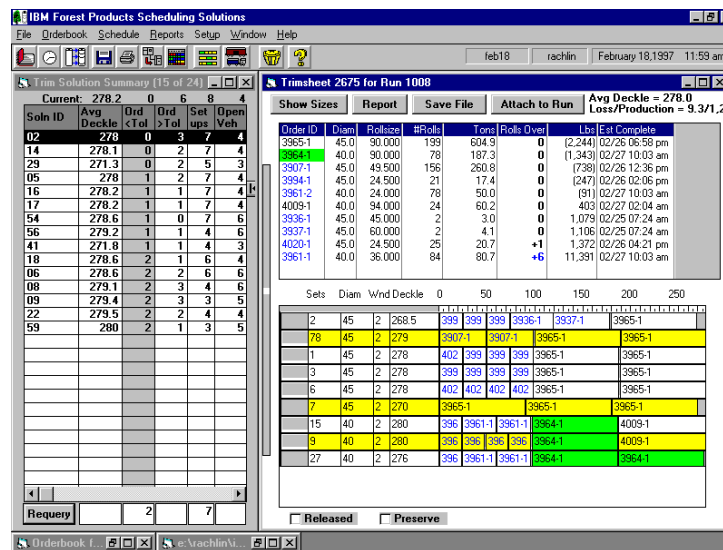 IBM Forest Products Scheduling Solutions
File Orderbook Schedule Reports Setup Window Help
feb18 rachlin February 18,1997 11:59 am
Trim Solution Summary (15 of 24)
Current: 278.2 0 6 8 4
Soln ID Avg Deckle Ord <Tol Ord >Tol Set ups Open Veh
02 278 0 3 7 4
14 278.1 0 2 7 4
29 271.3 0 2 5 3
05 278 1 2 7 4
16 278.2 1 1 7 4
17 278.2 1 1 7 4
54 278.6 1 0 7 6
56 279.2 1 1 4 6
41 271.8 1 1 4 3
18 278.6 2 1 6 4
06 278.6 2 2 6 6
08 279.1 2 3 4 6
09 279.4 2 3 3 5
22 279.5 2 2 4 4
59 280 2 1 3 5
Requery 2 7
Trimsheet 2675 for Run 1008
Show Sizes Report Save File Attach to Run
Avg Deckle = 278.0
Loss/Production = 9.3/1,2
Order ID Diam Rollsize #Rolls Tons Rolls Over Lbs Est Complete
3965-1 45.0 90.000 199 604.9 0 (2,244) 02/26 06:58 pm
3964-1 40.0 90.000 78 187.3 0 (1,343) 02/27 10:03 am
3907-1 45.0 49.500 156 260.8 0 (738) 02/26 12:36 pm
3994-1 45.0 24.500 21 17.4 0 (247) 02/26 02:06 pm
3961-2 40.0 24.000 78 50.0 0 (91) 02/27 10:03 am
4009-1 40.0 94.000 24 60.2 0 403 02/27 02:04 am
3936-1 45.0 45.000 2 3.0 0 1,079 02/25 07:24 am
3937-1 45.0 60.000 2 4.1 0 1,106 02/25 07:24 am
4020-1 45.0 24.500 25 20.7 +1 1,372 02/26 04:21 pm
3961-1 40.0 36.000 84 80.7 +6 11,391 02/27 10:03 am
Sets Diam Wnd Deckle 0 50 100 150 200 250
2 45 2 268.5 399 399 399 3936-1 3937-1 3965-1
78 45 2 279 3907-1 3907-1 3965-1 3965-1
1 45 2 278 402 399 399 399 3965-1 3965-1
3 45 2 278 399 399 399 399 3965-1 3965-1
6 45 2 278 402 402 402 402 3965-1 3965-1
7 45 2 270 3965-1 3965-1 3965-1
15 40 2 280 396 3961-1 3961-1 3964-1 4009-1
9 40 2 280 396 396 396 396 3964-1 4009-1
27 40 2 276 396 3961-1 3961-1 3964-1 3964-1
Released Preserve
Orderbook f... e:\rachlin\i...